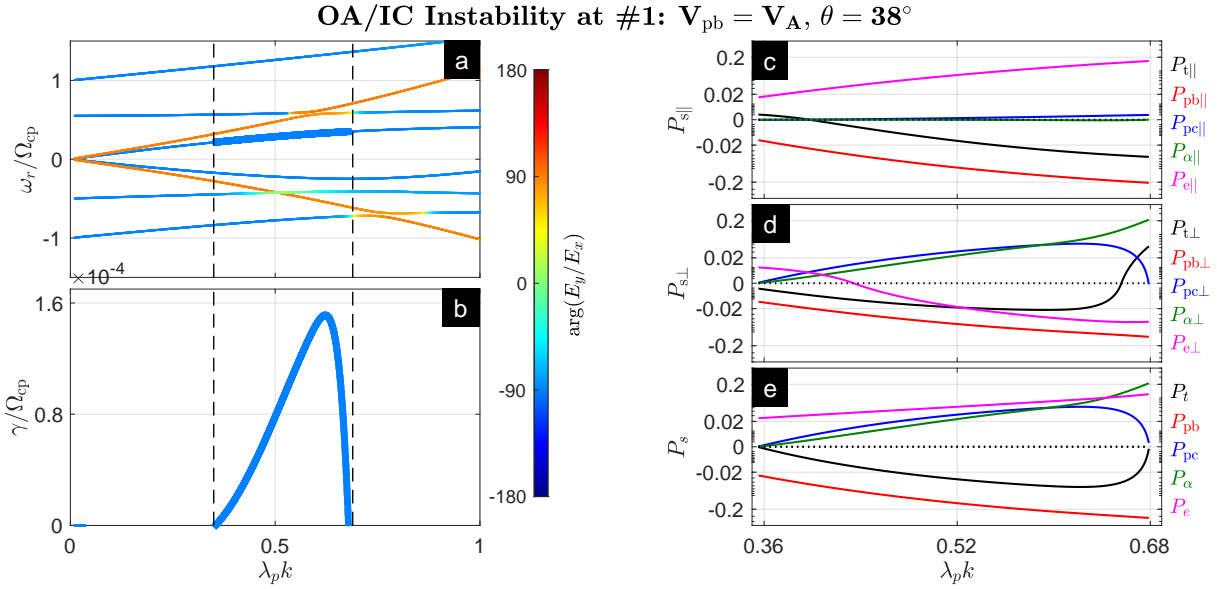 OA/IC Instability at #1: V_pb = V_A, θ = 38°
a
1
0
-1
ω_r/Ω_cp
×10^-4
b
1.6
0.8
0
γ/Ω_cp
0
0.5
1
λ_p k
180
90
0
-90
-180
arg(E_y/E_x)
c
0.2
0.02
0
-0.02
-0.2
P_s||
P_t||
P_pb||
P_pc||
P_α||
P_e||
d
0.2
0.02
0
-0.02
-0.2
P_s⊥
P_t⊥
P_pb⊥
P_pc⊥
P_α⊥
P_e⊥
e
0.2
0.02
0
-0.02
-0.2
P_s
P_t
P_pb
P_pc
P_α
P_e
0.36
0.52
0.68
λ_p k